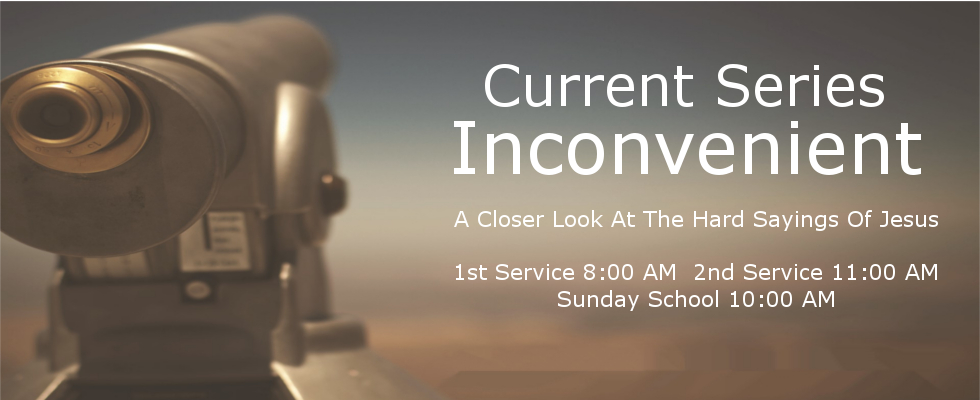 Current Series
Inconvenient
A Closer Look At The Hard Sayings Of Jesus
1st Service 8:00 AM  2nd Service 11:00 AM
Sunday School 10:00 AM